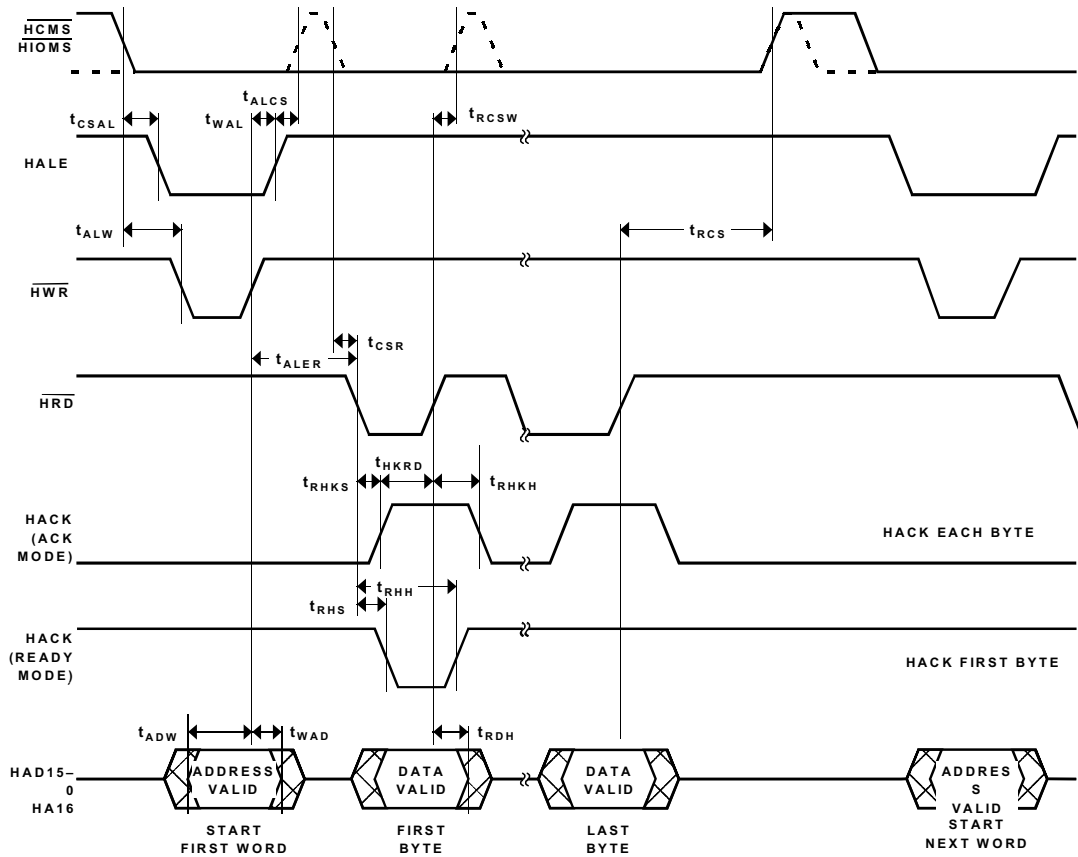 HCMS
HIOMS
tALCS
tCSAL
tWAL
tRCSW
HALE
tALW
tRCS
HWR
tCSR
tALER
HRD
tHKRD
tRHKS
tRHKH
HACK
(ACK
MODE)
HACK EACH BYTE
tRHH
tRHS
HACK
(READY
MODE)
HACK FIRST BYTE
tADW
tWAD
tRDH
HAD15–
0
HA16
ADDRESS
VALID
DATA
VALID
DATA
VALID
ADDRES
S
VALID
START
NEXT WORD
START
FIRST WORD
FIRST
BYTE
LAST
BYTE